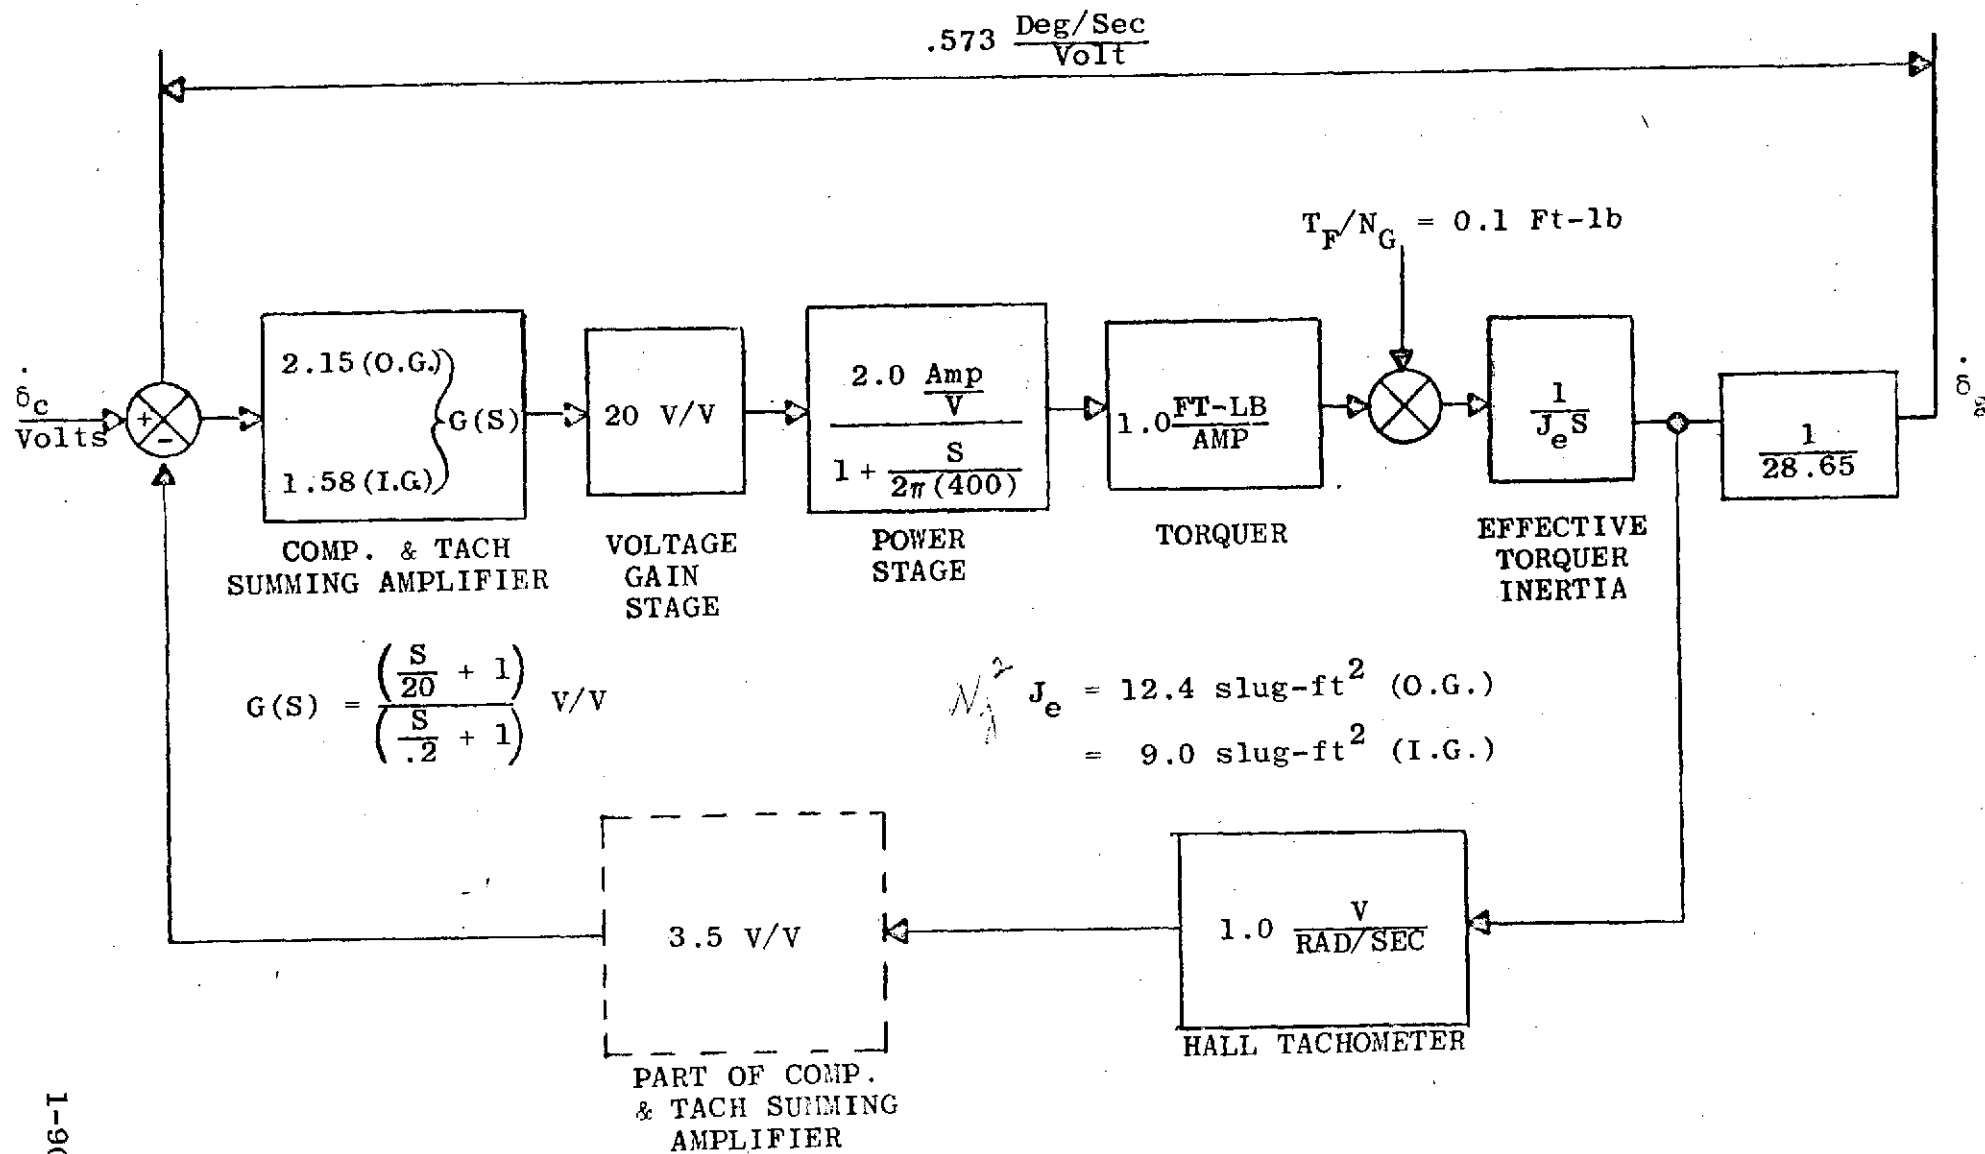 .573 Deg/Sec
Volt
T_F/N_G = 0.1 Ft-lb
δ̇_c
Volts
+
-
2.15(O.G.)
1.58(I.G.)
G(S)
20 V/V
2.0 Amp/V
1 + S/2π(400)
1.0 FT-LB/AMP
1/J_e S
1/28.65
δ̇_g
COMP. & TACH
SUMMING AMPLIFIER
VOLTAGE
GAIN
STAGE
POWER
STAGE
TORQUER
EFFECTIVE
TORQUER
INERTIA
G(S) = (S/20 + 1)/(S/.2 + 1) V/V
J_e = 12.4 slug-ft² (O.G.)
= 9.0 slug-ft² (I.G.)
3.5 V/V
1.0 V/RAD/SEC
HALL TACHOMETER
PART OF COMP.
& TACH SUMMING
AMPLIFIER